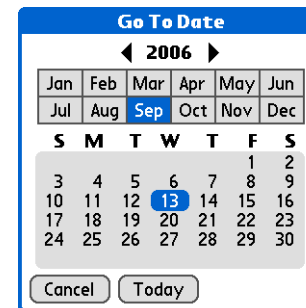 Go To Date
2006
Jan Feb Mar Apr May Jun
Jul Aug Sep Oct Nov Dec
S M T W T F S
1 2
3 4 5 6 7 8 9
10 11 12 13 14 15 16
17 18 19 20 21 22 23
24 25 26 27 28 29 30
Cancel Today